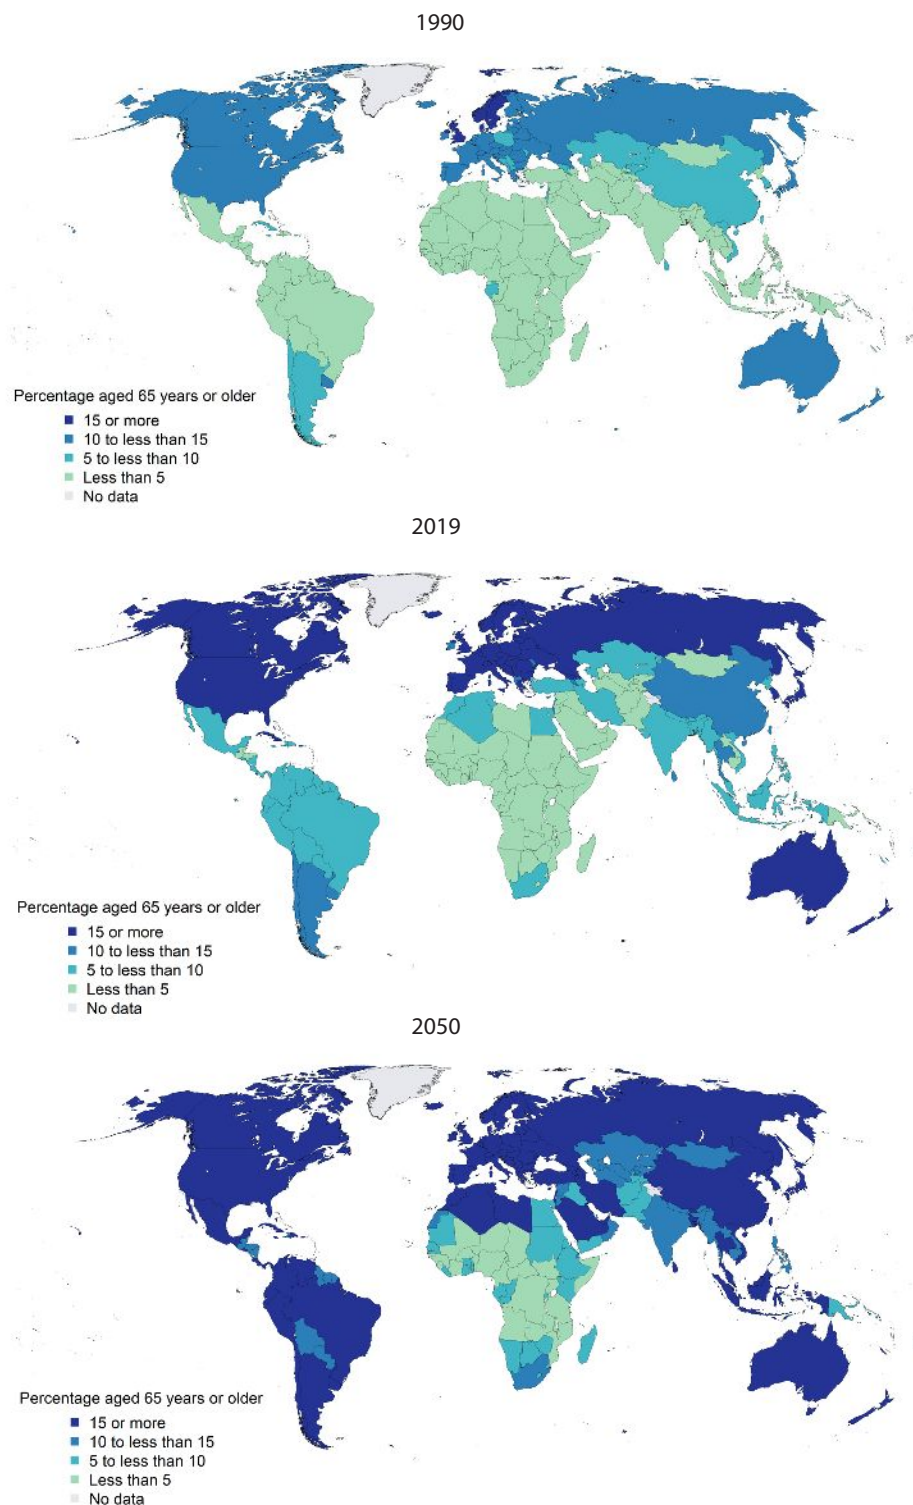 1990
Percentage aged 65 years or older
15 or more
10 to less than 15
5 to less than 10
Less than 5
No data
2019
Percentage aged 65 years or older
15 or more
10 to less than 15
5 to less than 10
Less than 5
No data
2050
Percentage aged 65 years or older
15 or more
10 to less than 15
5 to less than 10
Less than 5
No data